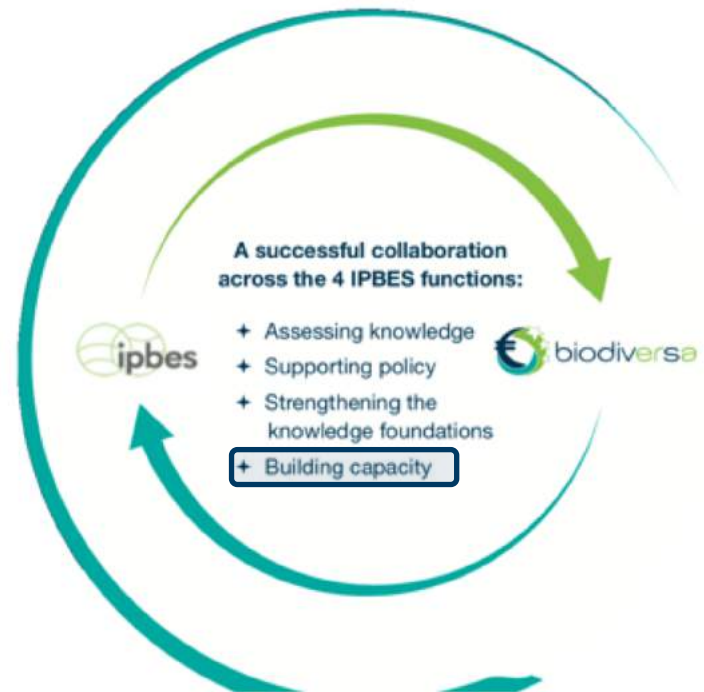 A successful collaboration
across the 4 IPBES functions:
+ Assessing knowledge
+ Supporting policy
+ Strengthening the
knowledge foundations
+ Building capacity
ipbes
€ biodiversa